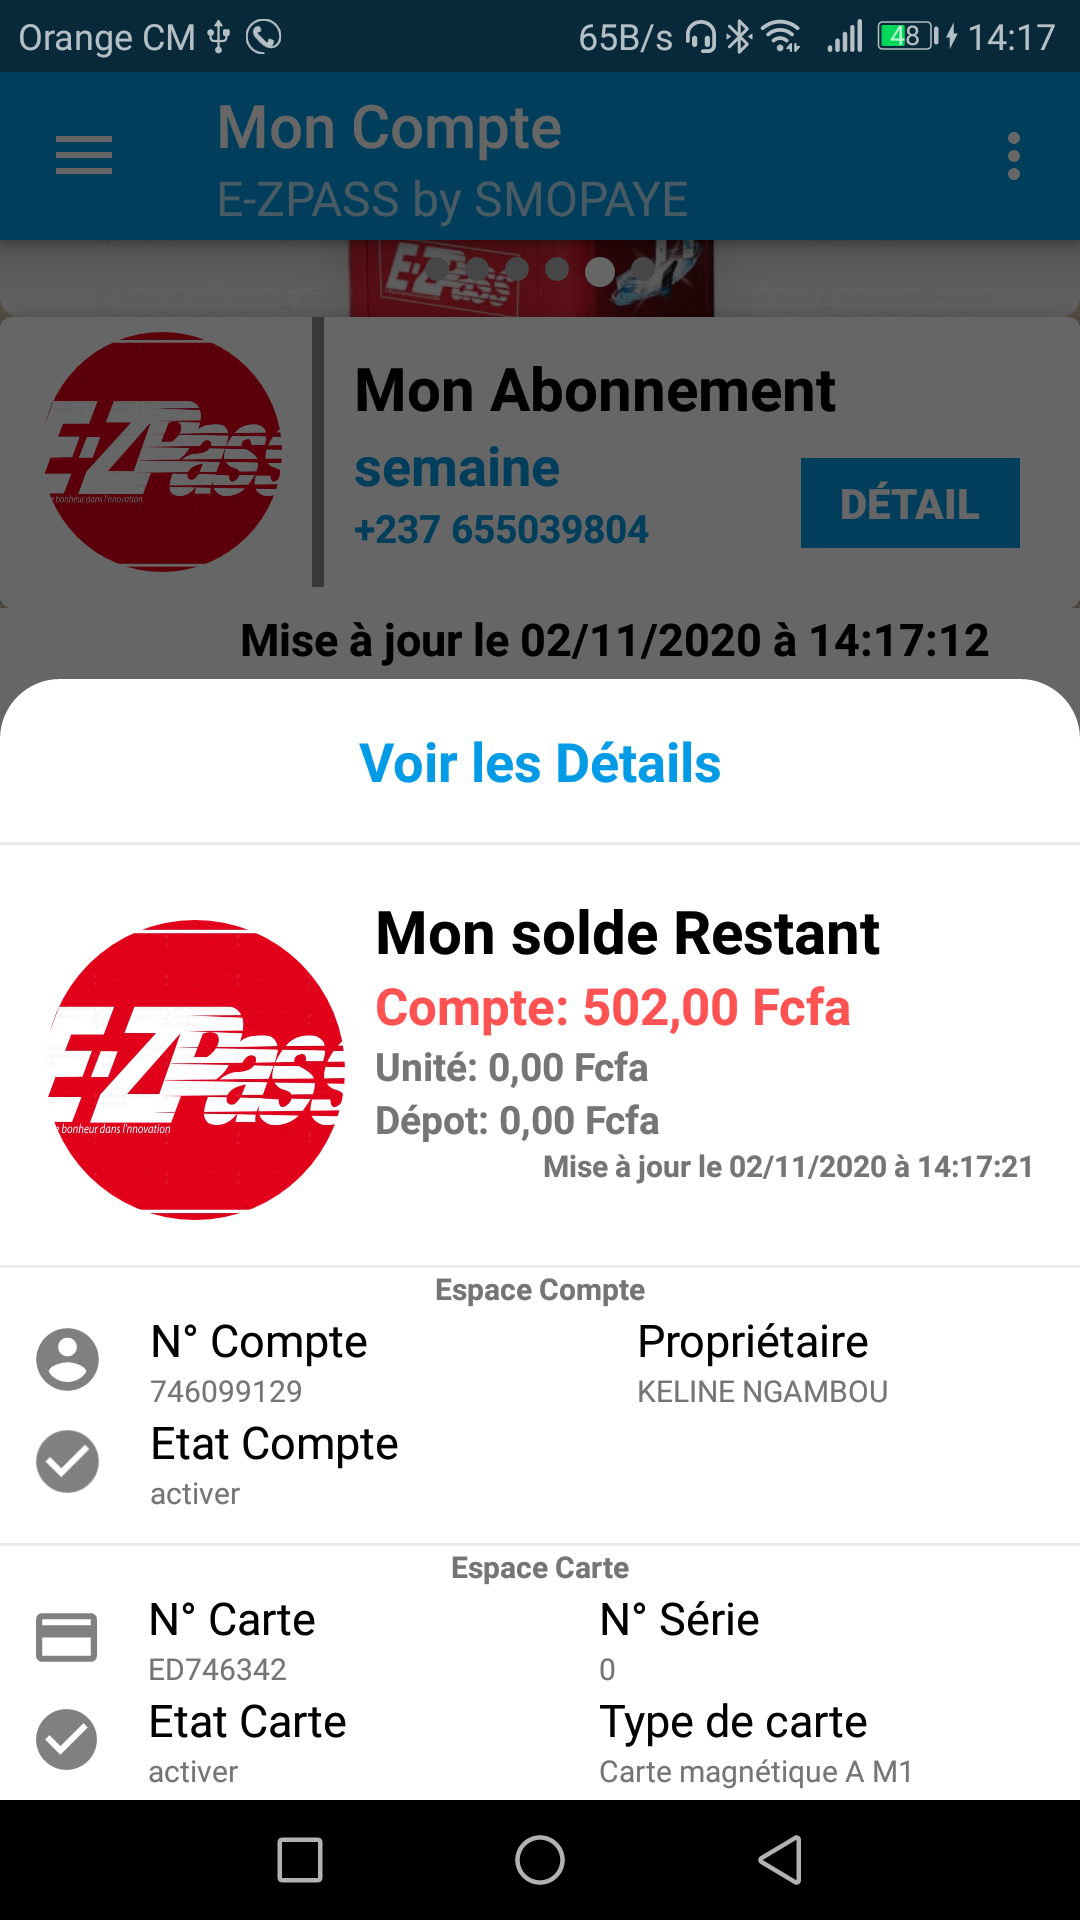 Orange CM 65B/s 48 14:17
Mon Compte
E-ZPASS by SMOPAYE
E-ZPass
E-ZPass
e bonheur dans l'innovation
Mon Abonnement
semaine
+237 655039804
DÉTAIL
Mise à jour le 02/11/2020 à 14:17:12
Voir les Détails
E-ZPass
e bonheur dans l'innovation
Mon solde Restant
Compte: 502,00 Fcfa
Unité: 0,00 Fcfa
Dépot: 0,00 Fcfa
Mise à jour le 02/11/2020 à 14:17:21
Espace Compte
N° Compte Propriétaire
746099129 KELINE NGAMBOU
Etat Compte
activer
Espace Carte
N° Carte N° Série
ED746342 0
Etat Carte Type de carte
activer Carte magnétique A M1